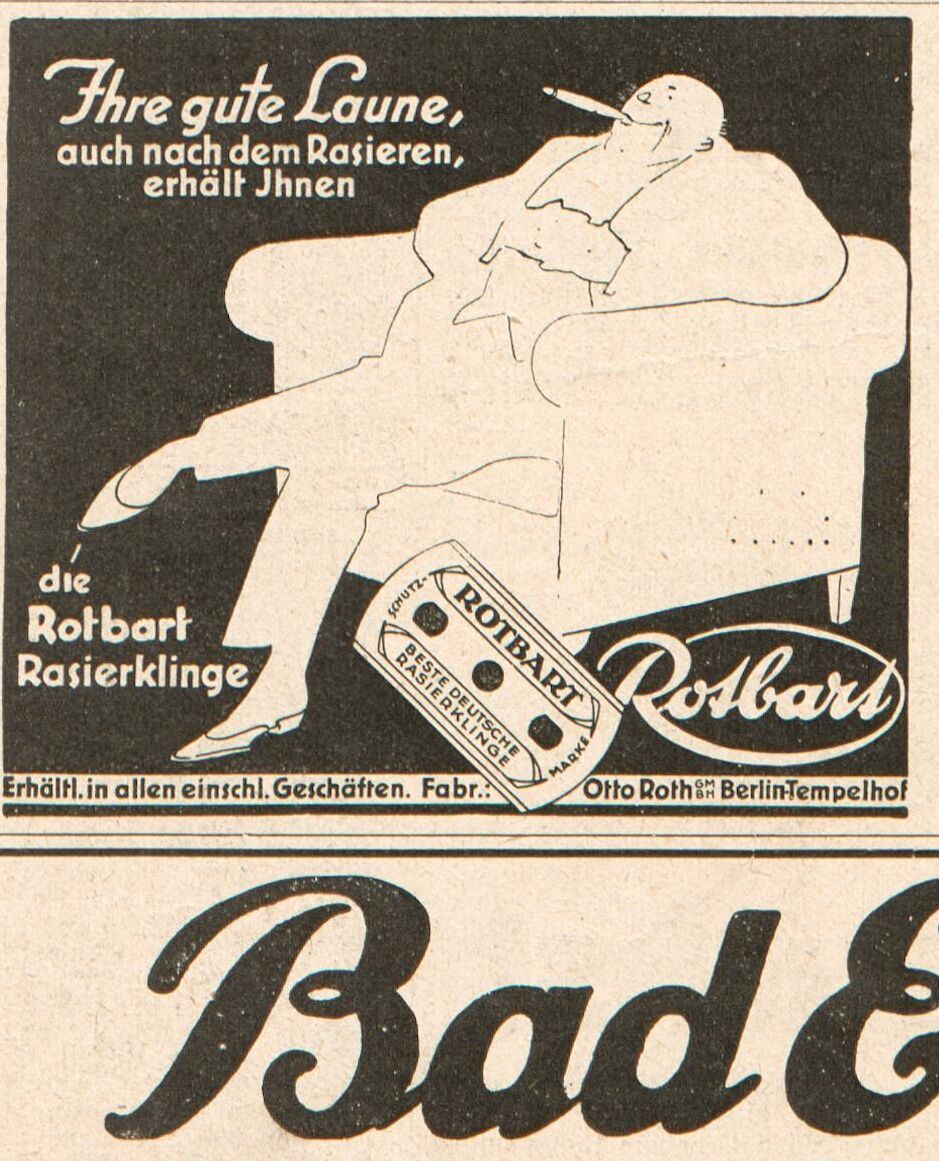 Ihre gute Laune,
auch nach dem Rasieren,
erhält Ihnen
die
Rotbart
Rasierklinge
SCHUTZ-
ROTBART
BESTE DEUTSCHE
RASIERKLINGE
MARKE
Rotbart
Erhältl. in allen einschl. Geschäften. Fabr.: Otto Roth GMBH Berlin-Tempelhof
Bad E